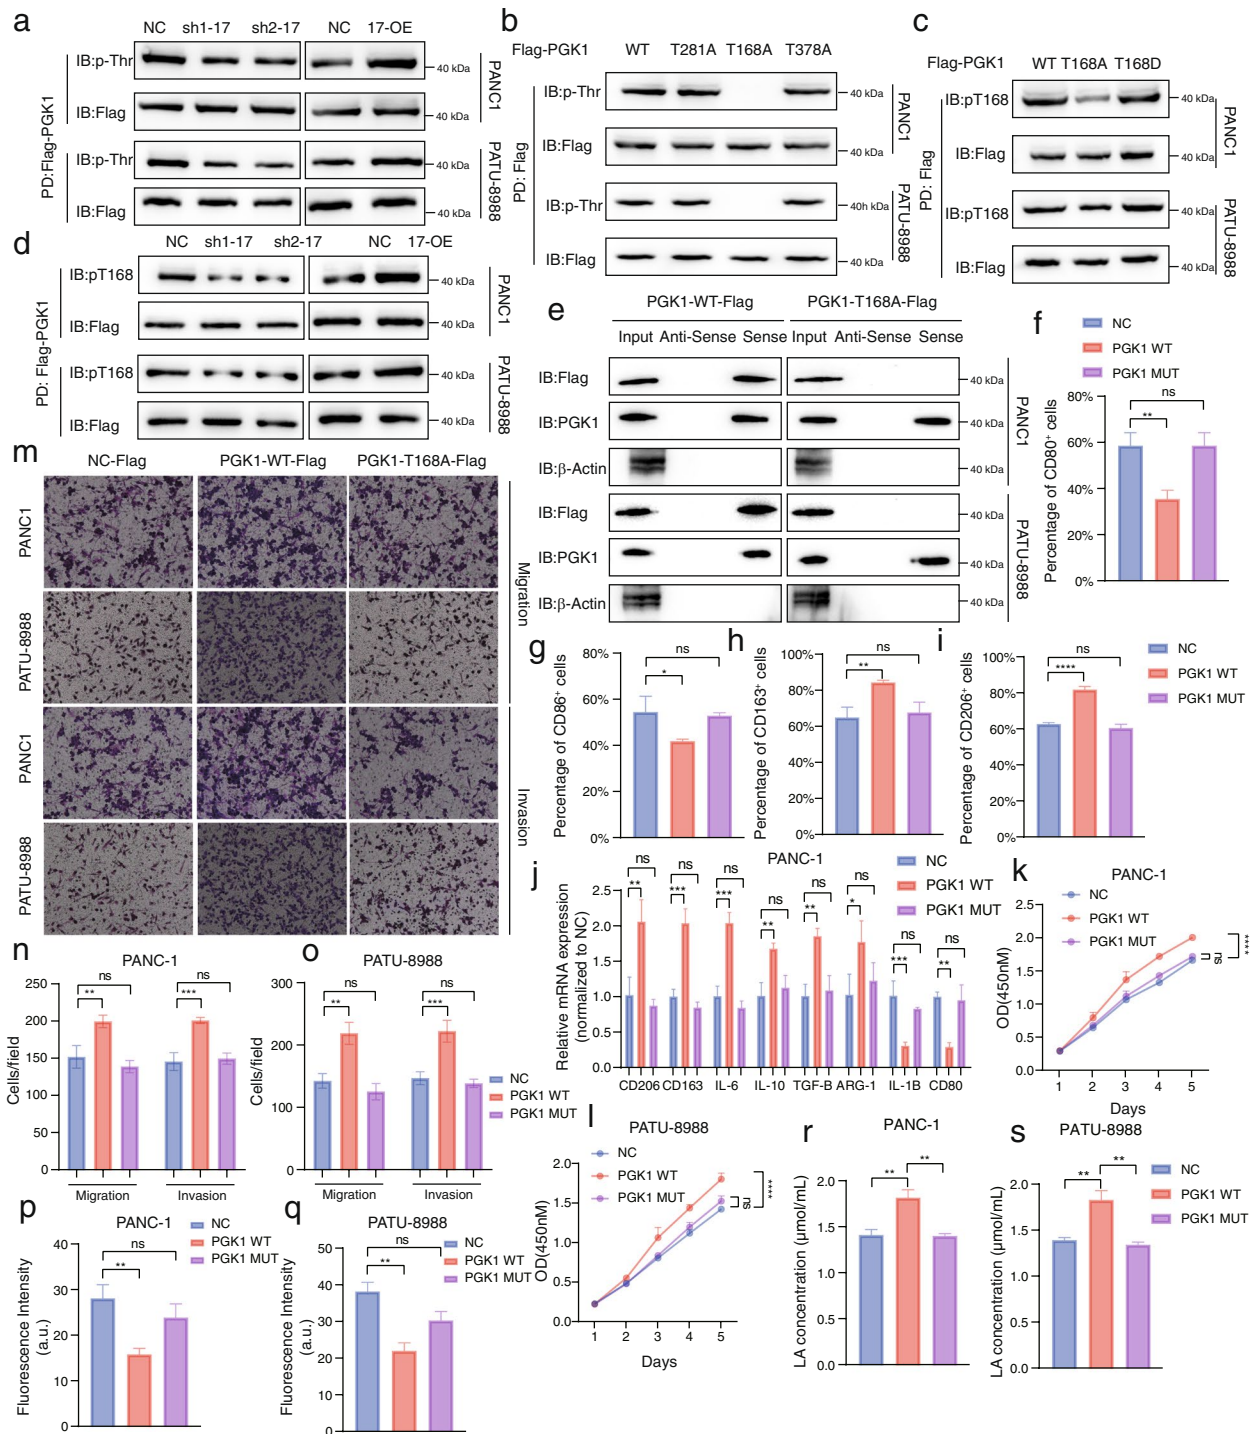 a
NC sh1-17 sh2-17 NC 17-OE
PD:Flag-PGK1
IB:p-Thr
40 kDa
IB:Flag
40 kDa
PANC1
IB:p-Thr
40 kDa
IB:Flag
40 kDa
PATU-8988
b
Flag-PGK1 WT T281A T168A T378A
PD: Flag
IB:p-Thr
40 kDa
IB:Flag
40 kDa
PANC1
IB:p-Thr
40h kDa
IB:Flag
40 kDa
PATU-8988
c
Flag-PGK1 WT T168A T168D
PD: Flag
IB:pT168
40 kDa
IB:Flag
40 kDa
PANC1
IB:pT168
40 kDa
IB:Flag
40 kDa
PATU-8988
d
NC sh1-17 sh2-17 NC 17-OE
PD: Flag-PGK1
IB:pT168
40 kDa
IB:Flag
40 kDa
PANC1
IB:pT168
40 kDa
IB:Flag
40 kDa
PATU-8988
e
PGK1-WT-Flag PGK1-T168A-Flag
Input Anti-Sense Sense Input Anti-Sense Sense
IB:Flag
40 kDa
IB:PGK1
40 kDa
IB:β-Actin
40 kDa
PANC1
IB:Flag
40 kDa
IB:PGK1
40 kDa
IB:β-Actin
40 kDa
PATU-8988
f
NC
PGK1 WT
PGK1 MUT
Percentage of CD80+ cells
80%
60%
40%
20%
0%
ns
**
g
Percentage of CD86+ cells
80%
60%
40%
20%
0%
ns
*
h
Percentage of CD163+ cells
100%
80%
60%
40%
20%
0%
ns
**
i
Percentage of CD206+ cells
100%
80%
60%
40%
20%
0%
ns
****
NC
PGK1 WT
PGK1 MUT
m
NC-Flag PGK1-WT-Flag PGK1-T168A-Flag
PANC1
PATU-8988
Migration
PANC1
PATU-8988
Invasion
j
PANC-1
NC
PGK1 WT
PGK1 MUT
Relative mRNA expression
(normalized to NC)
2.5
2.0
1.5
1.0
0.5
0.0
ns ns ns ns ns ns ns ns
** *** *** ** ** * *** **
CD206 CD163 IL-6 IL-10 TGF-B ARG-1 IL-1B CD80
k
PANC-1
NC
PGK1 WT
PGK1 MUT
OD(450nM)
2.5
2.0
1.5
1.0
0.5
0.0
ns
****
1 2 3 4 5
Days
n
PANC-1
Cells/field
250
200
150
100
50
0
ns ns
** ***
Migration Invasion
NC
PGK1 WT
PGK1 MUT
o
PATU-8988
Cells/field
300
200
100
0
ns ns
** ***
Migration Invasion
NC
PGK1 WT
PGK1 MUT
l
PATU-8988
NC
PGK1 WT
PGK1 MUT
OD(450nM)
2.0
1.5
1.0
0.5
0.0
ns
****
1 2 3 4 5
Days
r
PANC-1
LA concentration (μmol/mL)
2.0
1.5
1.0
0.5
0.0
** **
s
PATU-8988
LA concentration (μmol/mL)
2.0
1.5
1.0
0.5
0.0
** **
NC
PGK1 WT
PGK1 MUT
p
PANC-1
Fluorescence Intensity
(a.u.)
40
30
20
10
0
ns
**
NC
PGK1 WT
PGK1 MUT
q
PATU-8988
Fluorescence Intensity
(a.u.)
50
40
30
20
10
0
ns
**
NC
PGK1 WT
PGK1 MUT